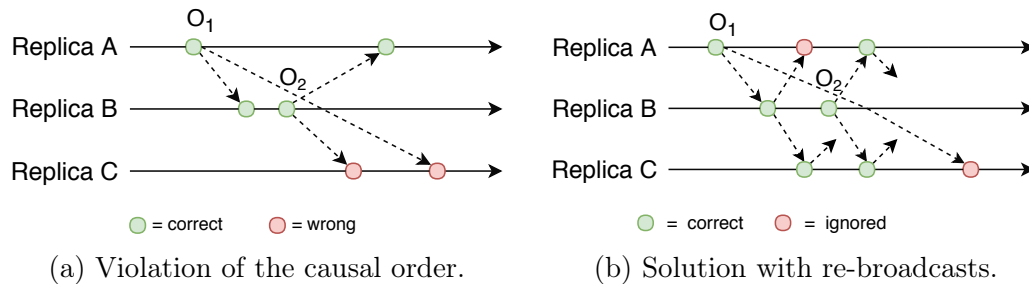 O1
Replica A
O2
Replica B
Replica C
= correct
= wrong
(a) Violation of the causal order.
O1
Replica A
O2
Replica B
Replica C
= correct
= ignored
(b) Solution with re-broadcasts.